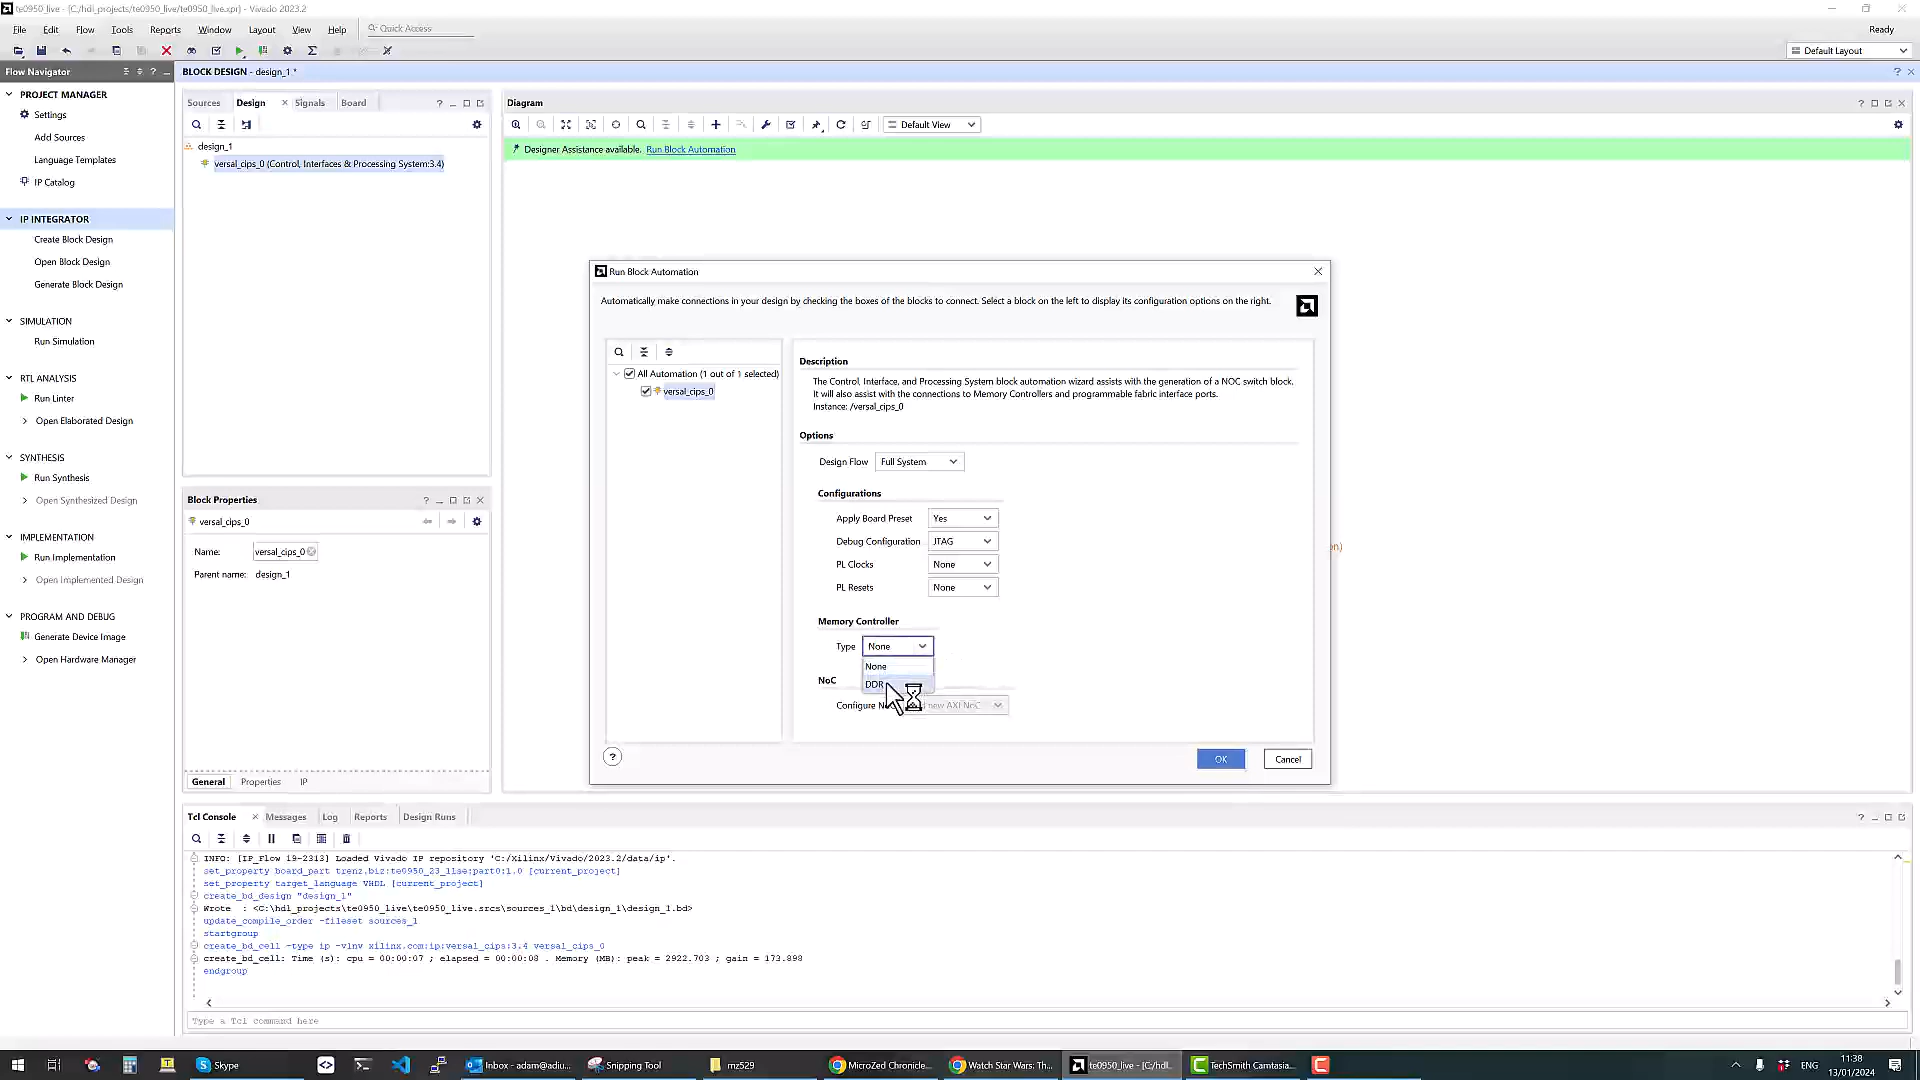 te0950_live - [C:/hdl_projects/te0950_live/te0950_live.xpr] - Vivado 2023.2
File Edit Flow Tools Reports Window Layout View Help Quick Access
Ready
Default Layout
Flow Navigator
BLOCK DESIGN - design_1 *
PROJECT MANAGER
Settings
Add Sources
Language Templates
IP Catalog
IP INTEGRATOR
Create Block Design
Open Block Design
Generate Block Design
SIMULATION
Run Simulation
RTL ANALYSIS
Run Linter
Open Elaborated Design
SYNTHESIS
Run Synthesis
Open Synthesized Design
IMPLEMENTATION
Run Implementation
Open Implemented Design
PROGRAM AND DEBUG
Generate Device Image
Open Hardware Manager
Sources Design Signals Board
design_1
versal_cips_0 (Control, Interfaces & Processing System:3.4)
Block Properties
versal_cips_0
Name: versal_cips_0
Parent name: design_1
General Properties IP
Diagram
Default View
Designer Assistance available. Run Block Automation
Run Block Automation
Automatically make connections in your design by checking the boxes of the blocks to connect. Select a block on the left to display its configuration options on the right.
All Automation (1 out of 1 selected)
versal_cips_0
Description
The Control, Interface, and Processing System block automation wizard assists with the generation of a NOC switch block.
It will also assist with the connections to Memory Controllers and programmable fabric interface ports.
Instance: /versal_cips_0
Options
Design Flow Full System
Configurations
Apply Board Preset Yes
Debug Configuration JTAG
PL Clocks None
PL Resets None
Memory Controller
Type None
None
DDR
NoC
Configure new AXI NoC
OK Cancel
Tcl Console Messages Log Reports Design Runs
INFO: [IP_Flow 19-2313] Loaded Vivado IP repository 'C:/Xilinx/Vivado/2023.2/data/ip'.
set_property board_part trenz.biz:te0950_23_1lse:part0:1.0 [current_project]
set_property target_language VHDL [current_project]
create_bd_design "design_1"
Wrote : <C:\hdl_projects\te0950_live\te0950_live.srcs\sources_1\bd\design_1\design_1.bd>
update_compile_order -fileset sources_1
startgroup
create_bd_cell -type ip -vlnv xilinx.com:ip:versal_cips:3.4 versal_cips_0
create_bd_cell: Time (s): cpu = 00:00:07 ; elapsed = 00:00:08 . Memory (MB): peak = 2922.703 ; gain = 173.898
endgroup
Type a Tcl command here
Skype
Inbox - adam@adiu...
Snipping Tool
mz529
MicroZed Chronicle...
Watch Star Wars: Th...
te0950_live - [C:/hdl...
TechSmith Camtasia...
ENG
11:38
13/01/2024